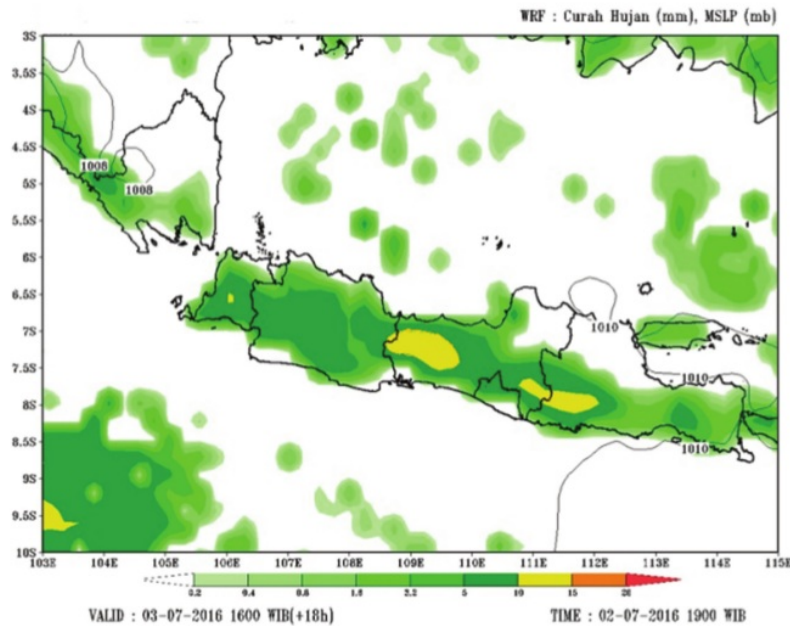 WRF : Curah Hujan (mm), MSLP (mb)
3S
3.5S
4S
4.5S
5S
5.5S
6S
6.5S
7S
7.5S
8S
8.5S
9S
9.5S
10S
1008
1008
1010
1010
1010
103E 104E 105E 106E 107E 108E 109E 110E 111E 112E 113E 114E 115E
0.2 0.4 0.8 1.6 2.2 5 10 15 20
VALID : 03-07-2016 1600 WIB(+18h) TIME : 02-07-2016 1900 WIB